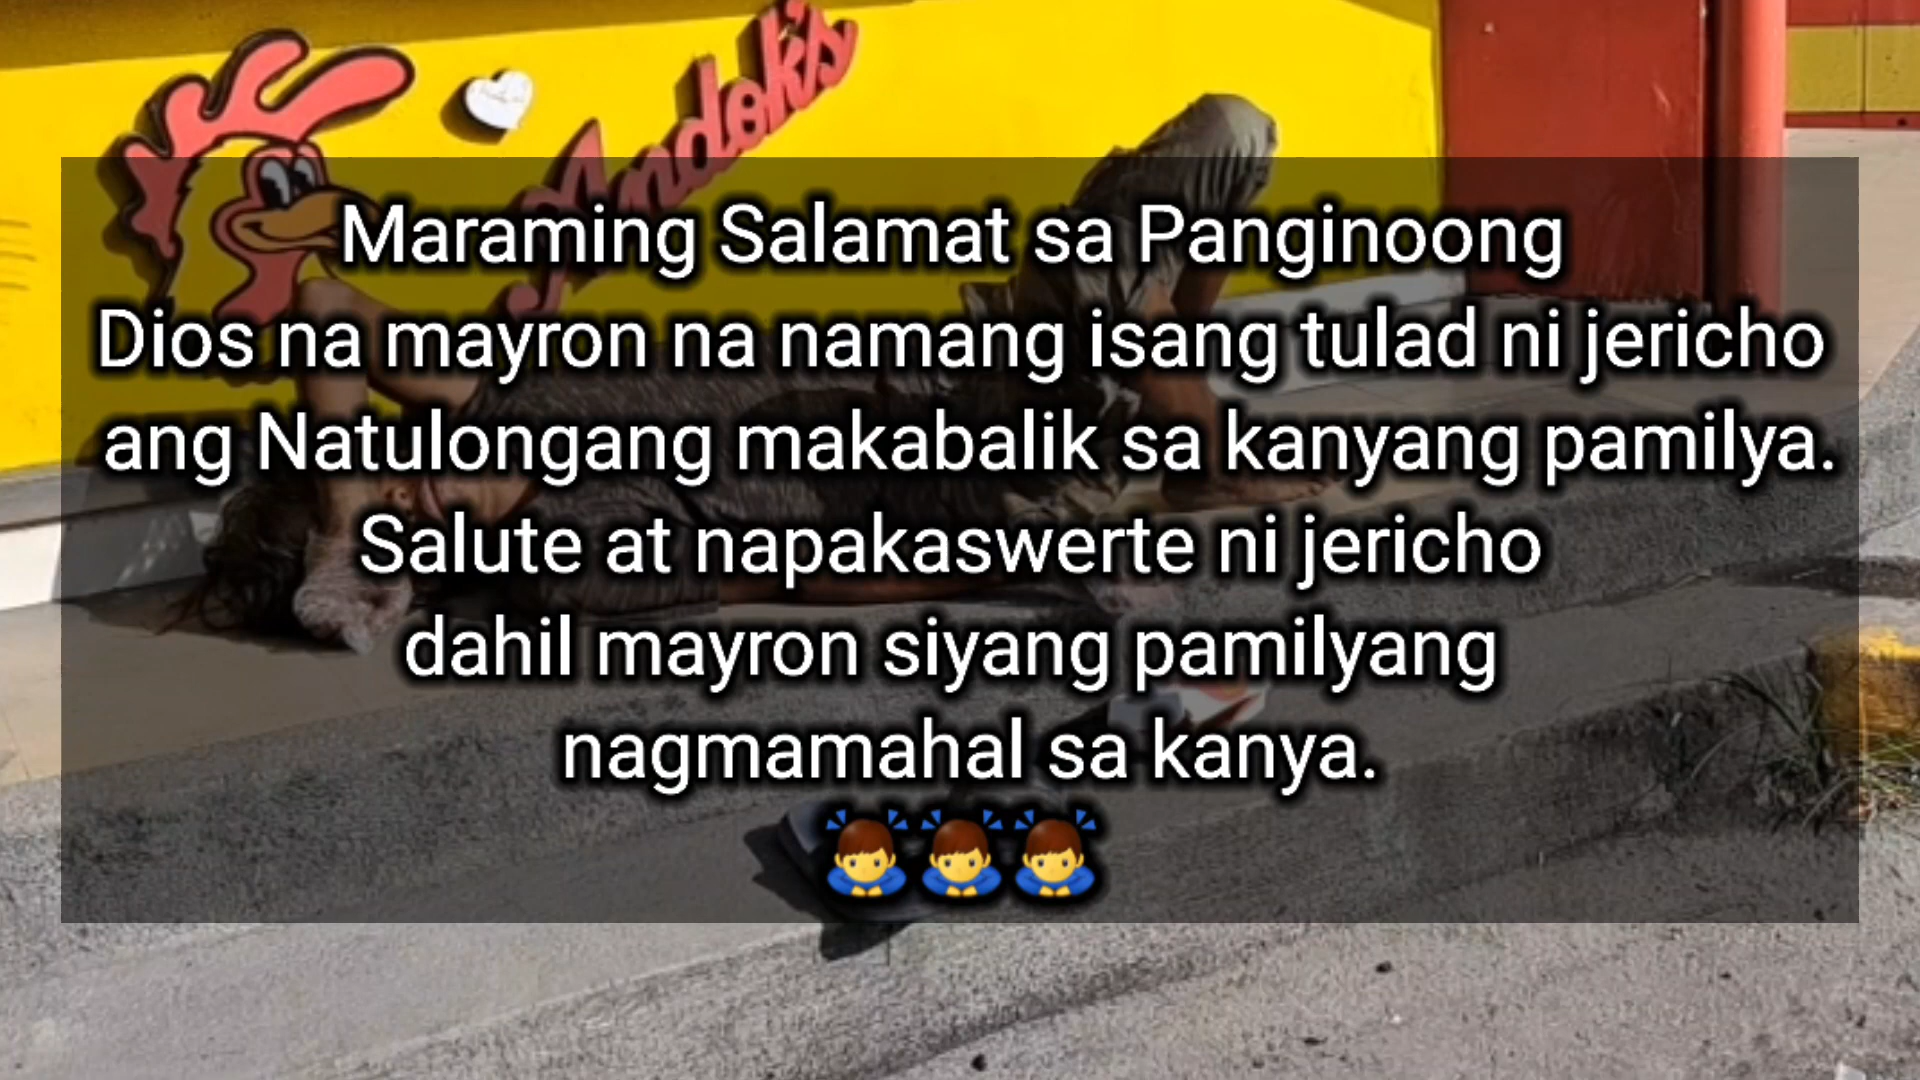 Andok's
Maraming Salamat sa Panginoong
Dios na mayron na namang isang tulad ni jericho
ang Natulongang makabalik sa kanyang pamilya.
Salute at napakaswerte ni jericho
dahil mayron siyang pamilyang
nagmamahal sa kanya.
🙇‍♂️🙇‍♂️🙇‍♂️